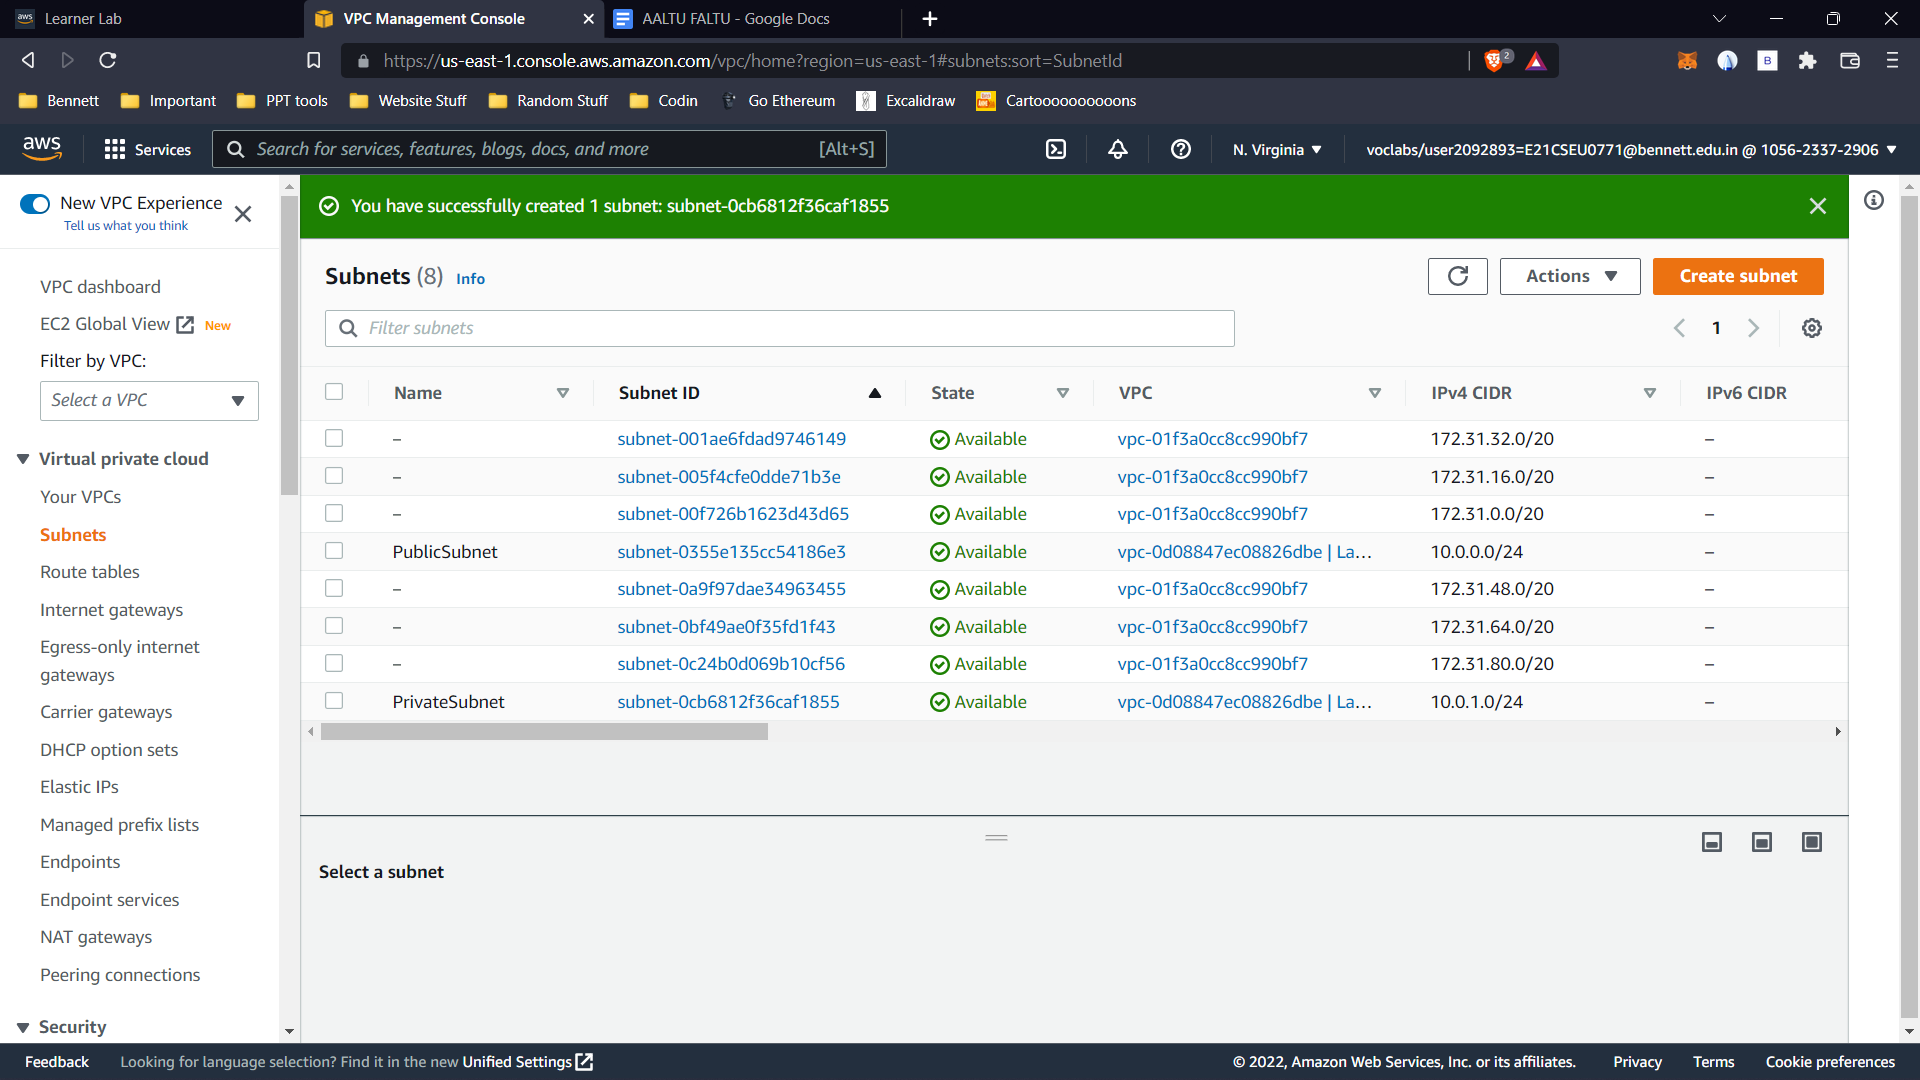 aws Learner Lab
VPC Management Console
AALTU FALTU - Google Docs
https://us-east-1.console.aws.amazon.com/vpc/home?region=us-east-1#subnets:sort=SubnetId
2
B
Bennett
Important
PPT tools
Website Stuff
Random Stuff
Codin
Go Ethereum
Excalidraw
Cartoooooooooons
aws
Services
Search for services, features, blogs, docs, and more
[Alt+S]
N. Virginia
voclabs/user2092893=E21CSEU0771@bennett.edu.in @ 1056-2337-2906
New VPC Experience
Tell us what you think
VPC dashboard
EC2 Global View New
Filter by VPC:
Select a VPC
Virtual private cloud
Your VPCs
Subnets
Route tables
Internet gateways
Egress-only internet
gateways
Carrier gateways
DHCP option sets
Elastic IPs
Managed prefix lists
Endpoints
Endpoint services
NAT gateways
Peering connections
Security
You have successfully created 1 subnet: subnet-0cb6812f36caf1855
Subnets (8) Info
Actions
Create subnet
Filter subnets
1
Name Subnet ID State VPC IPv4 CIDR IPv6 CIDR
– subnet-001ae6fdad9746149 Available vpc-01f3a0cc8cc990bf7 172.31.32.0/20 –
– subnet-005f4cfe0dde71b3e Available vpc-01f3a0cc8cc990bf7 172.31.16.0/20 –
– subnet-00f726b1623d43d65 Available vpc-01f3a0cc8cc990bf7 172.31.0.0/20 –
PublicSubnet subnet-0355e135cc54186e3 Available vpc-0d08847ec08826dbe | La... 10.0.0.0/24 –
– subnet-0a9f97dae34963455 Available vpc-01f3a0cc8cc990bf7 172.31.48.0/20 –
– subnet-0bf49ae0f35fd1f43 Available vpc-01f3a0cc8cc990bf7 172.31.64.0/20 –
– subnet-0c24b0d069b10cf56 Available vpc-01f3a0cc8cc990bf7 172.31.80.0/20 –
PrivateSubnet subnet-0cb6812f36caf1855 Available vpc-0d08847ec08826dbe | La... 10.0.1.0/24 –
Select a subnet
Feedback
Looking for language selection? Find it in the new Unified Settings
© 2022, Amazon Web Services, Inc. or its affiliates.
Privacy
Terms
Cookie preferences